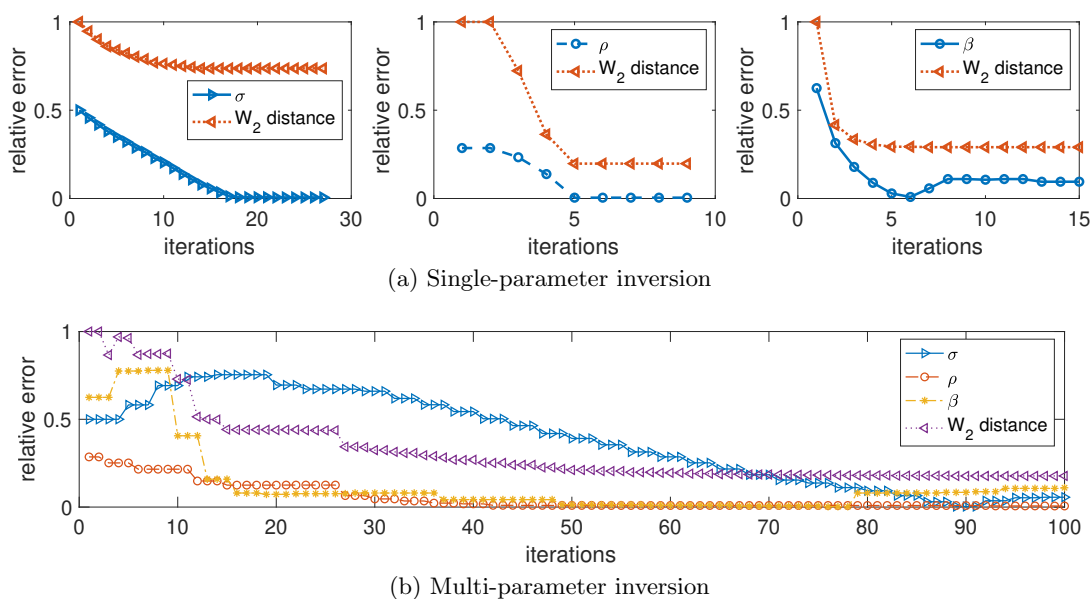 1
0.5
0
relative error
σ
W2 distance
0
10
20
30
iterations
1
0.5
0
relative error
ρ
W2 distance
0
5
10
iterations
1
0.5
0
relative error
β
W2 distance
0
5
10
15
iterations
(a) Single-parameter inversion
1
0.5
0
relative error
σ
ρ
β
W2 distance
0
10
20
30
40
50
60
70
80
90
100
iterations
(b) Multi-parameter inversion